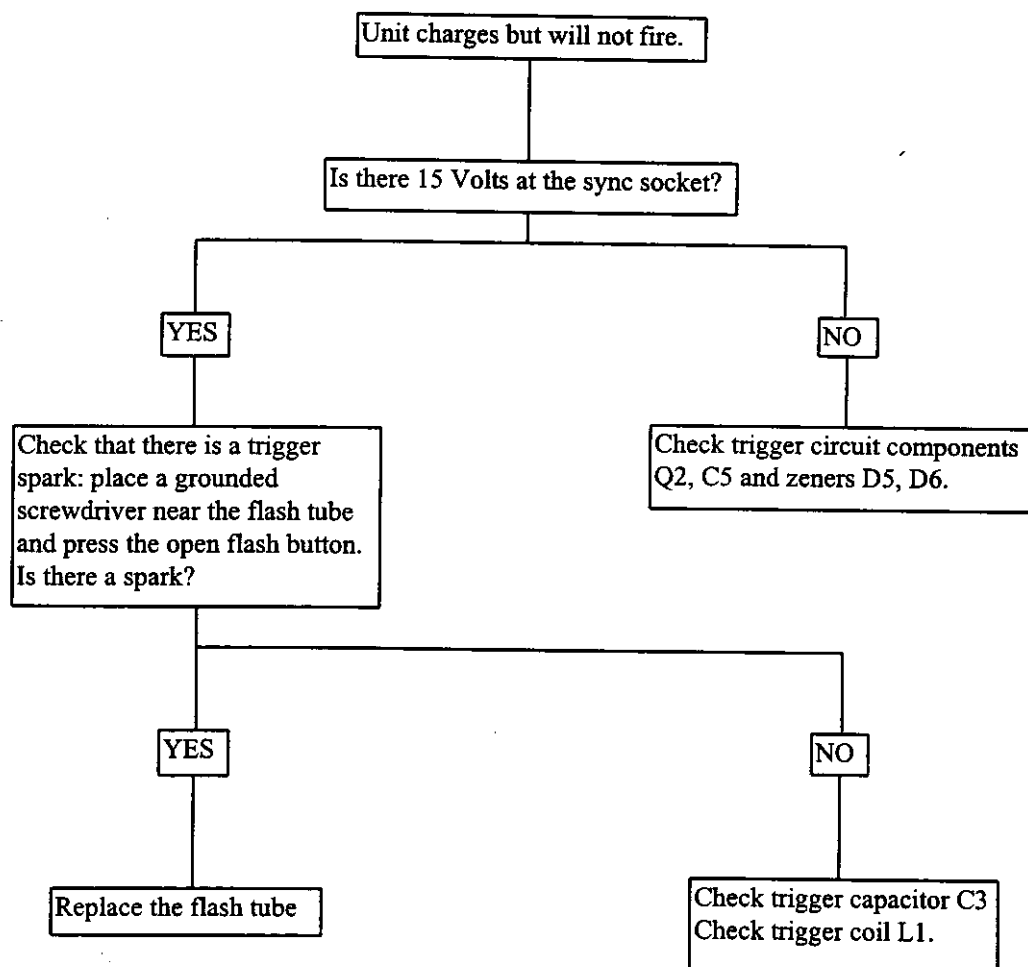 Unit charges but will not fire.
Is there 15 Volts at the sync socket?
YES
NO
Check that there is a trigger
spark: place a grounded
screwdriver near the flash tube
and press the open flash button.
Is there a spark?
Check trigger circuit components
Q2, C5 and zeners D5, D6.
YES
NO
Replace the flash tube
Check trigger capacitor C3
Check trigger coil L1.